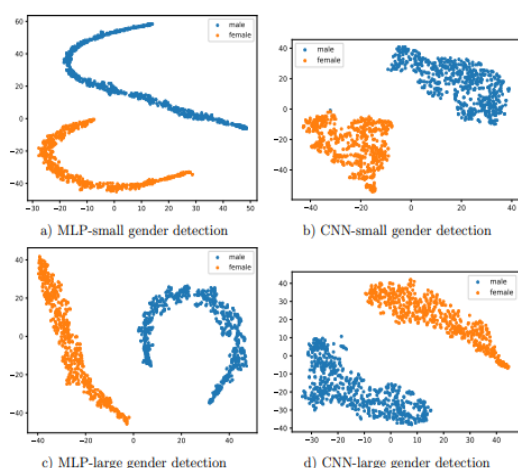 male
female
60
40
20
0
−20
−40
−30 −20 −10 0 10 20 30 40 50
a) MLP-small gender detection
male
female
40
20
0
−20
−40
−40 −20 0 20 40
b) CNN-small gender detection
male
female
40
20
0
−20
−40
−40 −20 0 20 40
c) MLP-large gender detection
male
female
40
30
20
10
0
−10
−20
−30
−40
−30 −20 −10 0 10 20 30 40
d) CNN-large gender detection